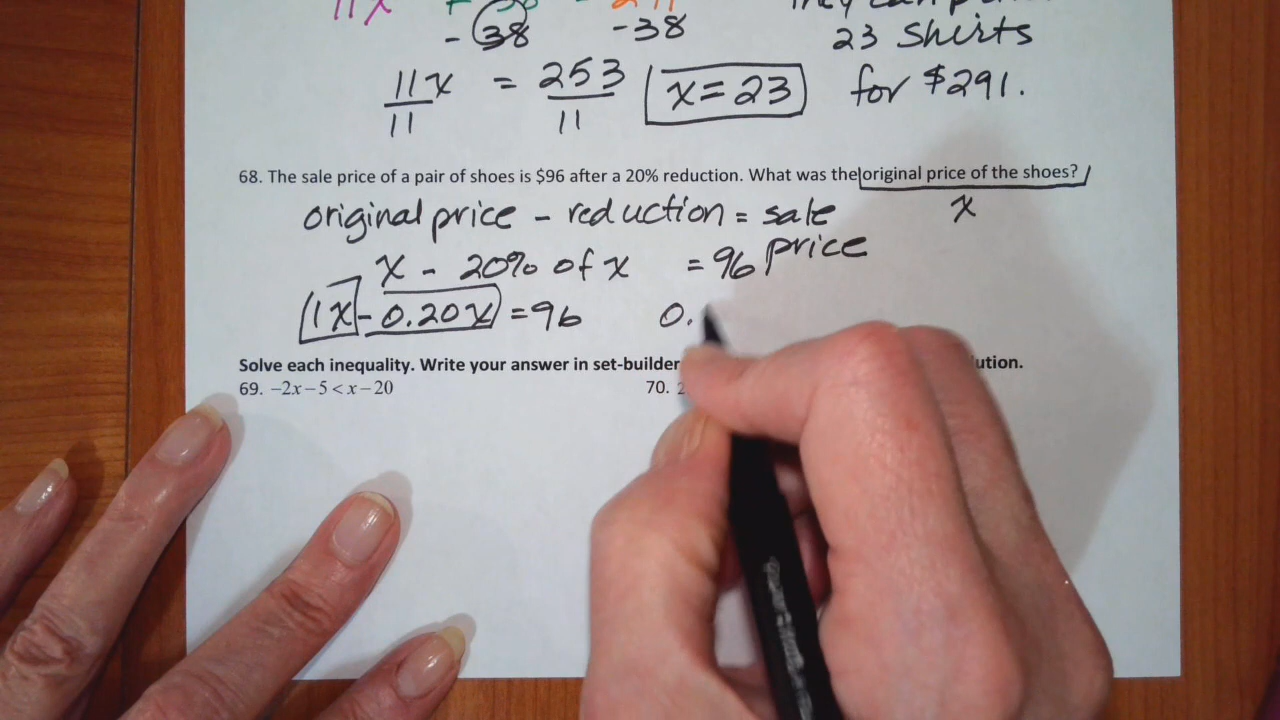 11x
- 38 -38 23 Shirts
11x = 253 x=23 for $291.
11 11
68. The sale price of a pair of shoes is $96 after a 20% reduction. What was the original price of the shoes?
original price - reduction = sale price x
x - 20% of x = 96
1x - 0.20x = 96 0.
Solve each inequality. Write your answer in set-builder
69. −2x−5<x−20 70.